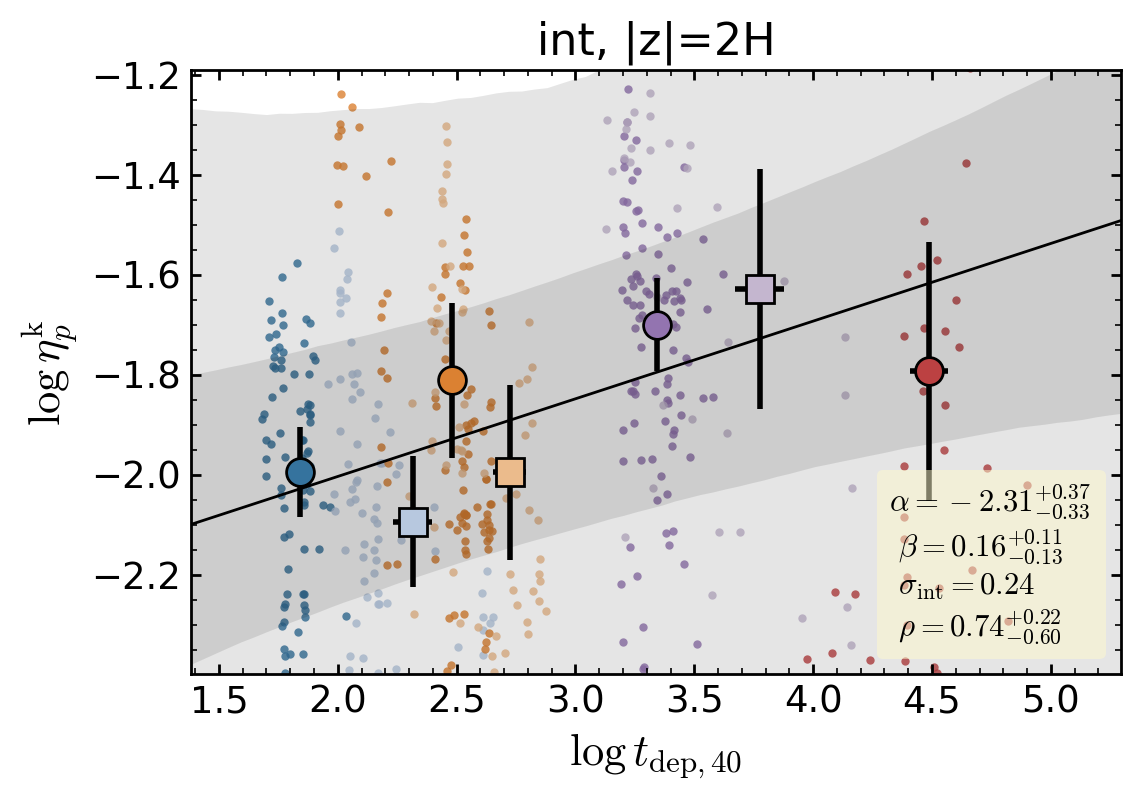 int, |z|=2H
log η_p^k
−1.2
−1.4
−1.6
−1.8
−2.0
−2.2
α = −2.31^{+0.37}_{−0.33}
β = 0.16^{+0.11}_{−0.13}
σ_int = 0.24
ρ = 0.74^{+0.22}_{−0.60}
1.5 2.0 2.5 3.0 3.5 4.0 4.5 5.0
log t_{dep, 40}